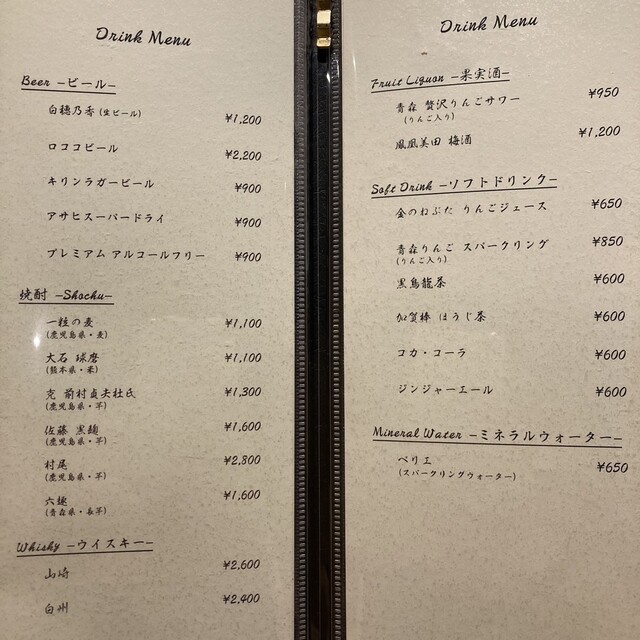 Drink Menu
Beer -ビール-
白穂乃香 (生ビール) ¥1,200
ロココビール ¥2,200
キリンラガービール ¥900
アサヒスーパードライ ¥900
プレミアム アルコールフリー ¥900
焼酎 -Shochu-
一粒の麦 ¥1,100
(鹿児島県・麦)
大石 球磨 ¥1,100
(熊本県・米)
克 前村貞夫杜氏 ¥1,300
(鹿児島県・芋)
佐藤 黒麹 ¥1,600
(鹿児島県・芋)
村尾 ¥2,800
(鹿児島県・芋)
六趣 ¥1,600
(青森県・長芋)
Whisky -ウイスキー-
山崎 ¥2,600
白州 ¥2,400
Drink Menu
Fruit Liquor -果実酒-
青森 贅沢りんごサワー ¥950
(りんご入り)
鳳凰美田 梅酒 ¥1,200
Soft Drink -ソフトドリンク-
金のねぶた りんごジュース ¥650
青森りんご スパークリング ¥850
(りんご入り)
黒烏龍茶 ¥600
加賀棒 ほうじ茶 ¥600
コカ・コーラ ¥600
ジンジャーエール ¥600
Mineral Water -ミネラルウォーター-
ペリエ ¥650
(スパークリングウォーター)